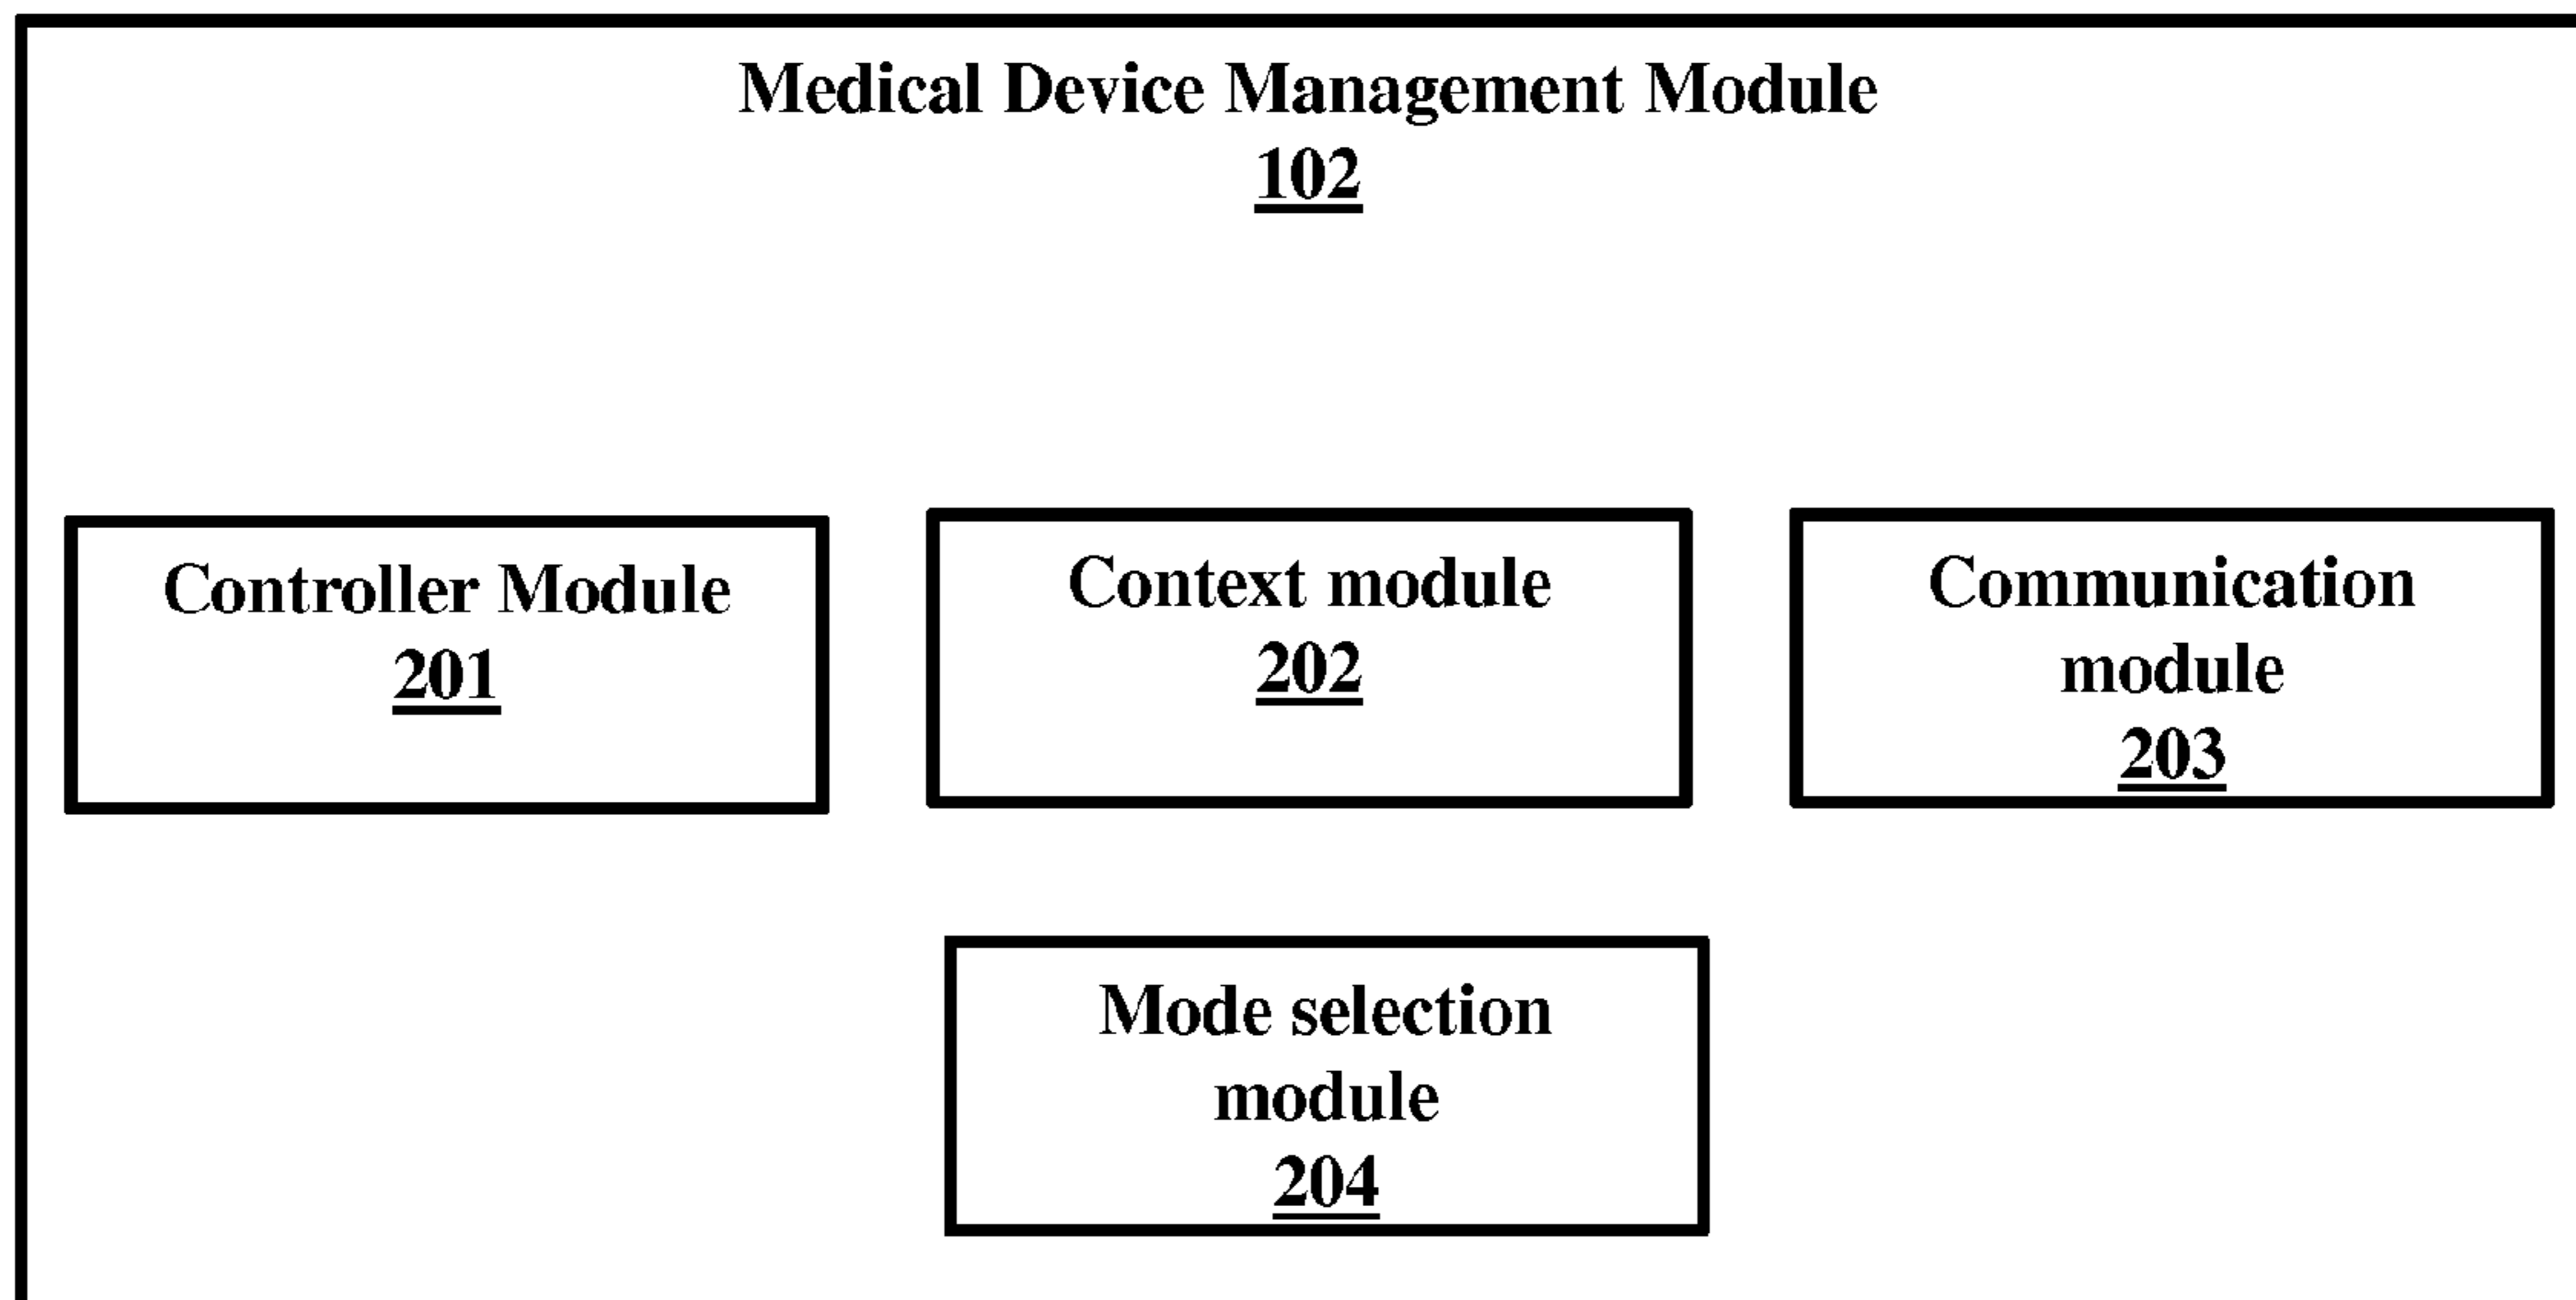 Medical Device Management Module
102
Controller Module
201
Context module
202
Communication
module
203
Mode selection
module
204